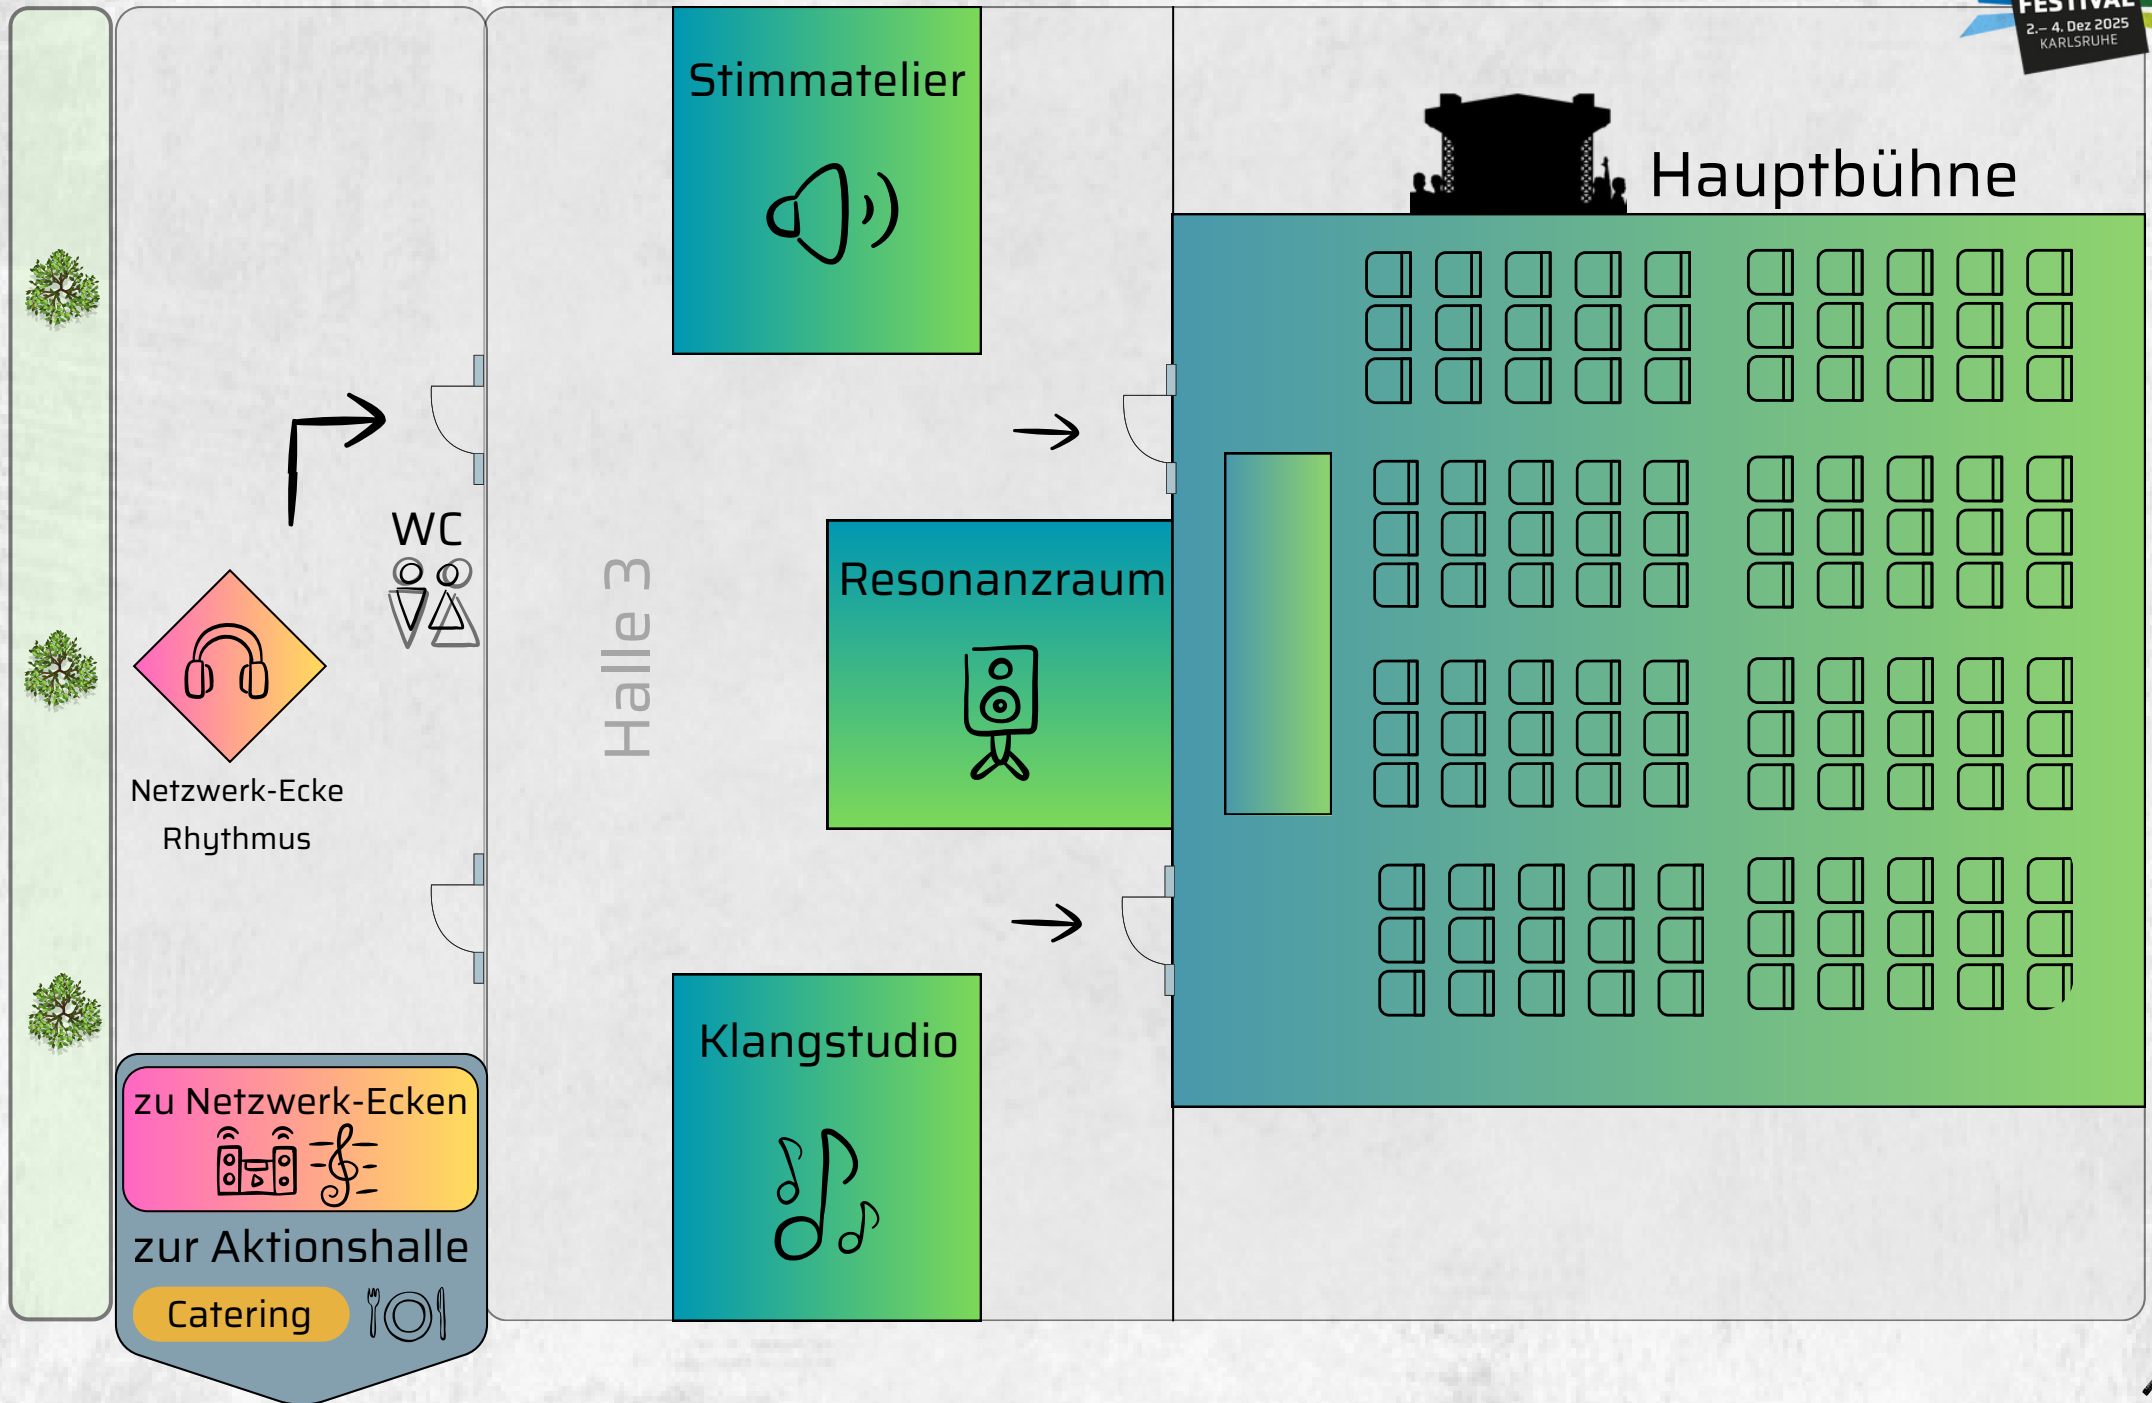 FESTIVAL
2.– 4. Dez 2025
KARLSRUHE
Stimmatelier
Hauptbühne
WC
Halle 3
Resonanzraum
Netzwerk-Ecke
Rhythmus
Klangstudio
zu Netzwerk-Ecken
zur Aktionshalle
Catering